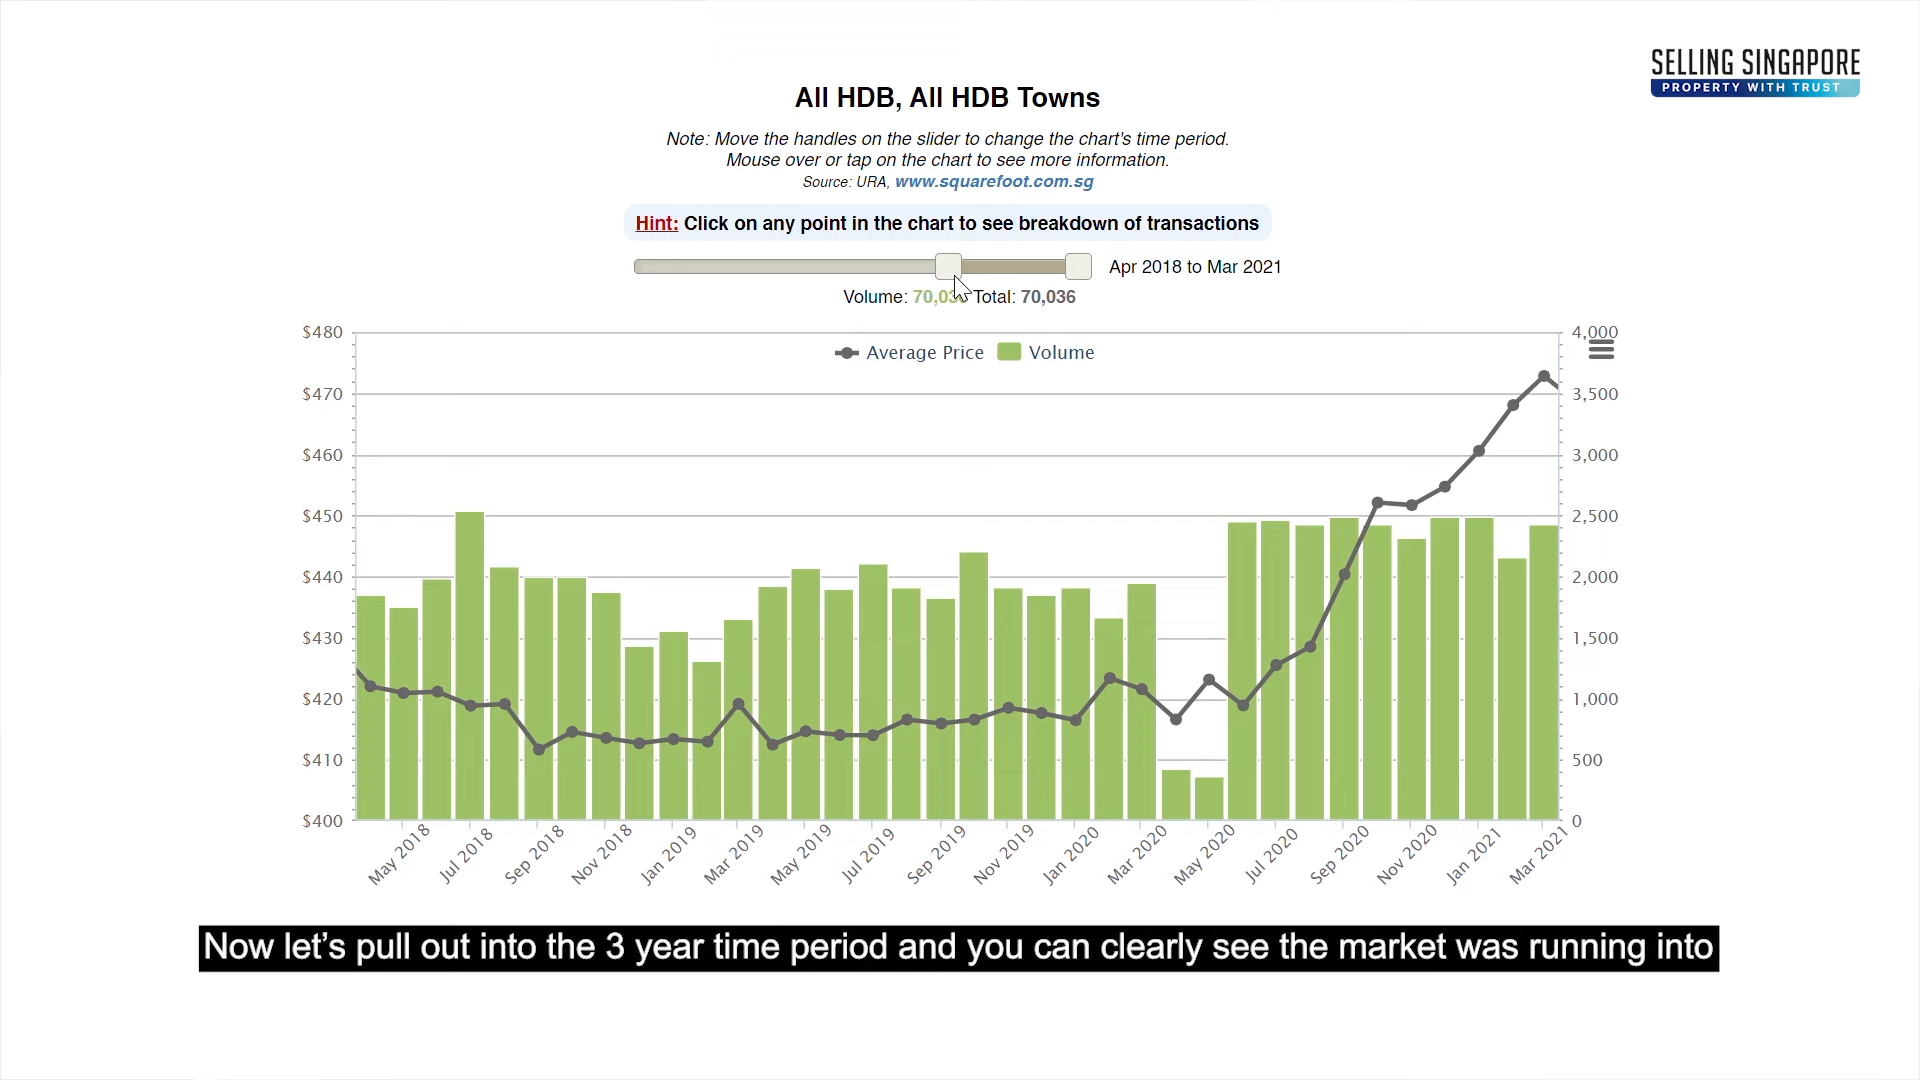 SELLING SINGAPORE
PROPERTY WITH TRUST
All HDB, All HDB Towns
Note: Move the handles on the slider to change the chart's time period.
Mouse over or tap on the chart to see more information.
Source: URA, www.squarefoot.com.sg
Hint: Click on any point in the chart to see breakdown of transactions
Apr 2018 to Mar 2021
Volume: Total: 70,036
Average Price Volume
$480
$470
$460
$450
$440
$430
$420
$410
$400
4,000
3,500
3,000
2,500
2,000
1,500
1,000
500
0
May 2018
Jul 2018
Sep 2018
Nov 2018
Jan 2019
Mar 2019
May 2019
Jul 2019
Sep 2019
Nov 2019
Jan 2020
Mar 2020
May 2020
Jul 2020
Sep 2020
Nov 2020
Jan 2021
Mar 2021
Now let's pull out into the 3 year time period and you can clearly see the market was running into